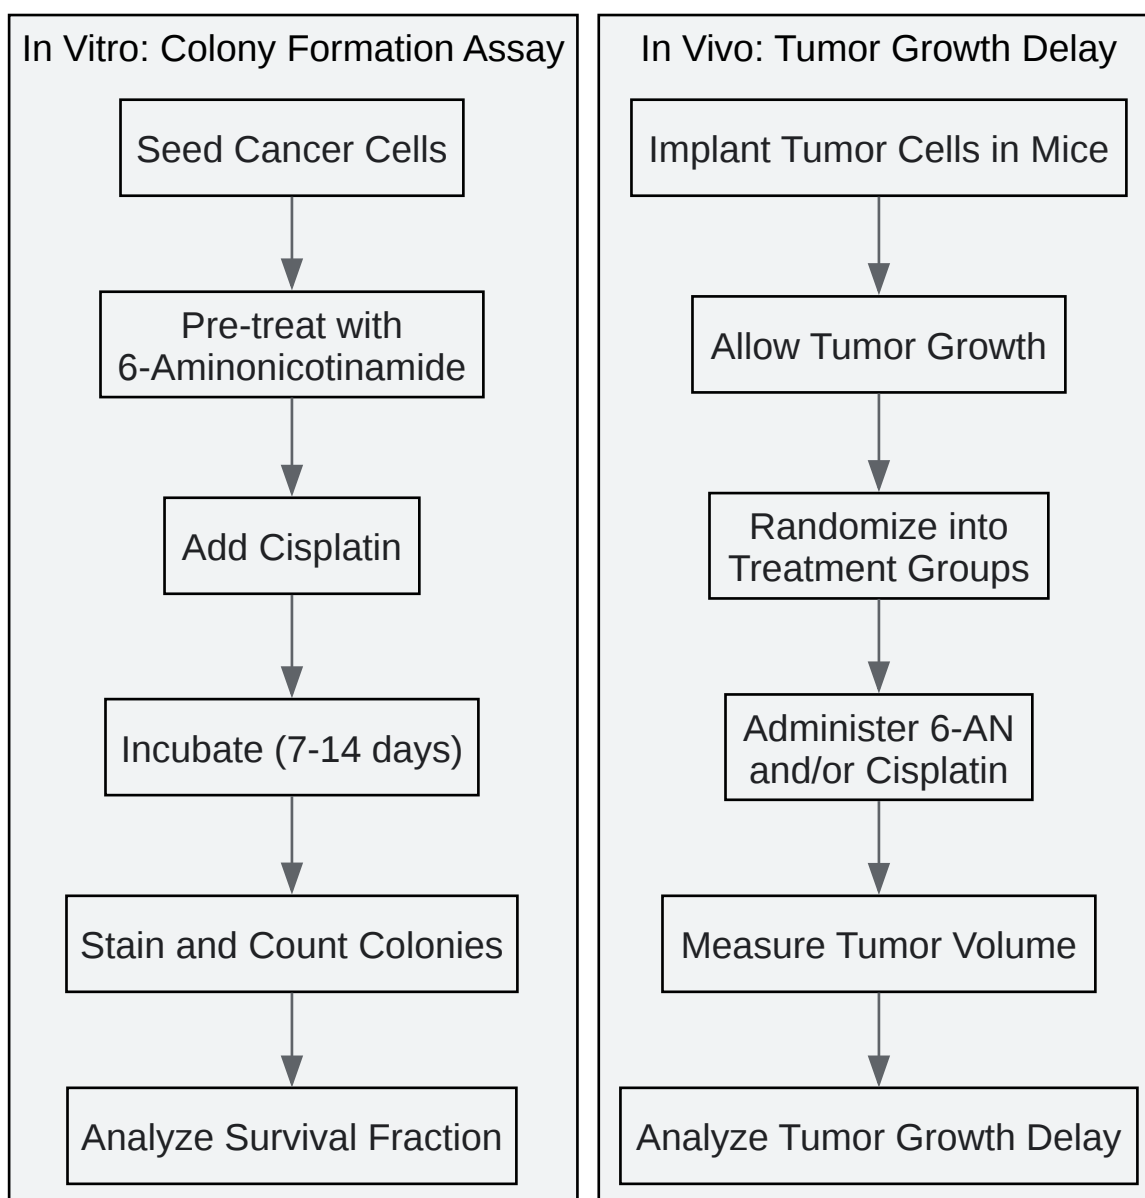 In Vitro: Colony Formation Assay
Seed Cancer Cells
Pre-treat with
6-Aminonicotinamide
Add Cisplatin
Incubate (7-14 days)
Stain and Count Colonies
Analyze Survival Fraction
In Vivo: Tumor Growth Delay
Implant Tumor Cells in Mice
Allow Tumor Growth
Randomize into
Treatment Groups
Administer 6-AN
and/or Cisplatin
Measure Tumor Volume
Analyze Tumor Growth Delay